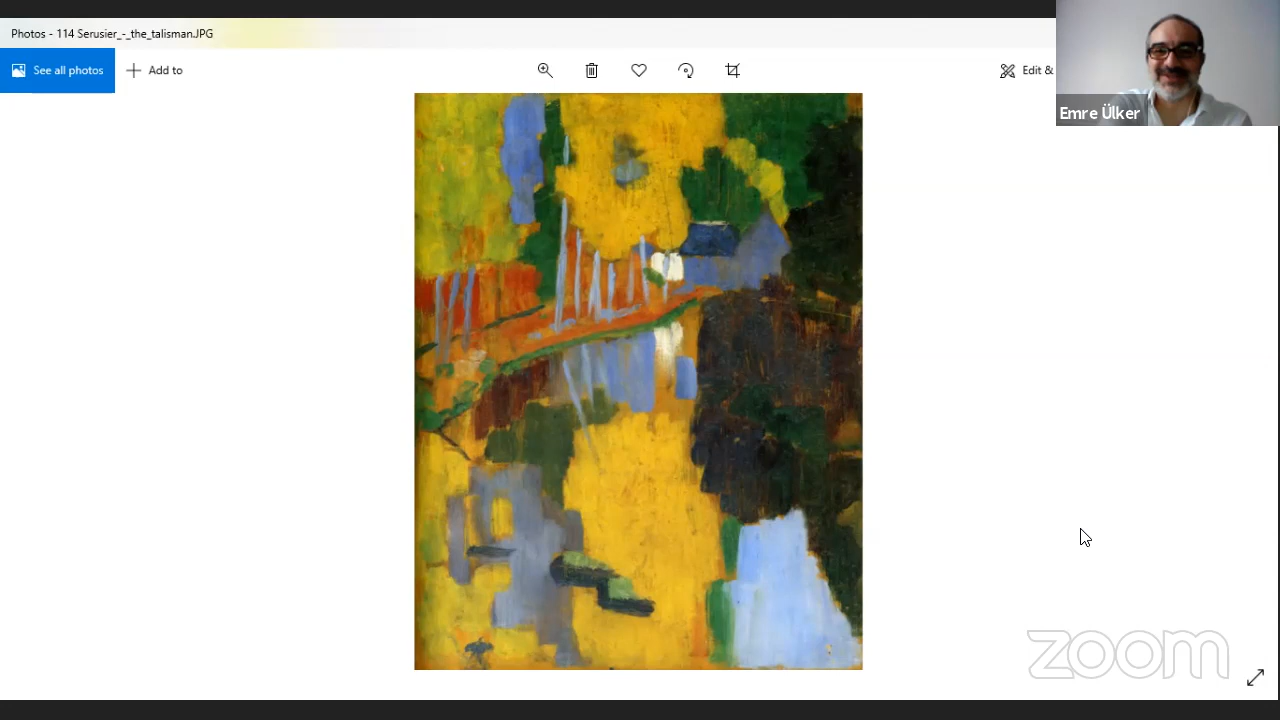 Photos - 114 Serusier_-_the_talisman.JPG
See all photos
Add to
Edit &
Emre Ülker
zoom